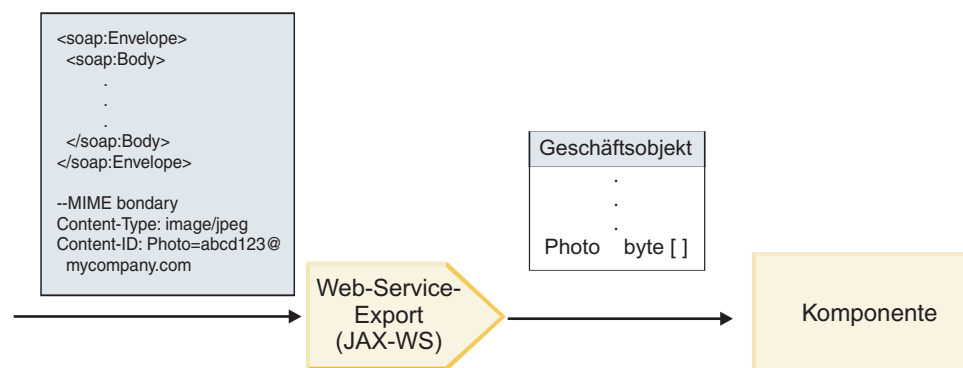 <soap:Envelope>
<soap:Body>
.
.
.
</soap:Body>
</soap:Envelope>
--MIME bondary
Content-Type: image/jpeg
Content-ID: Photo=abcd123@
mycompany.com
Geschäftsobjekt
.
.
.
Photo byte [ ]
Web-Service-
Export
(JAX-WS)
Komponente